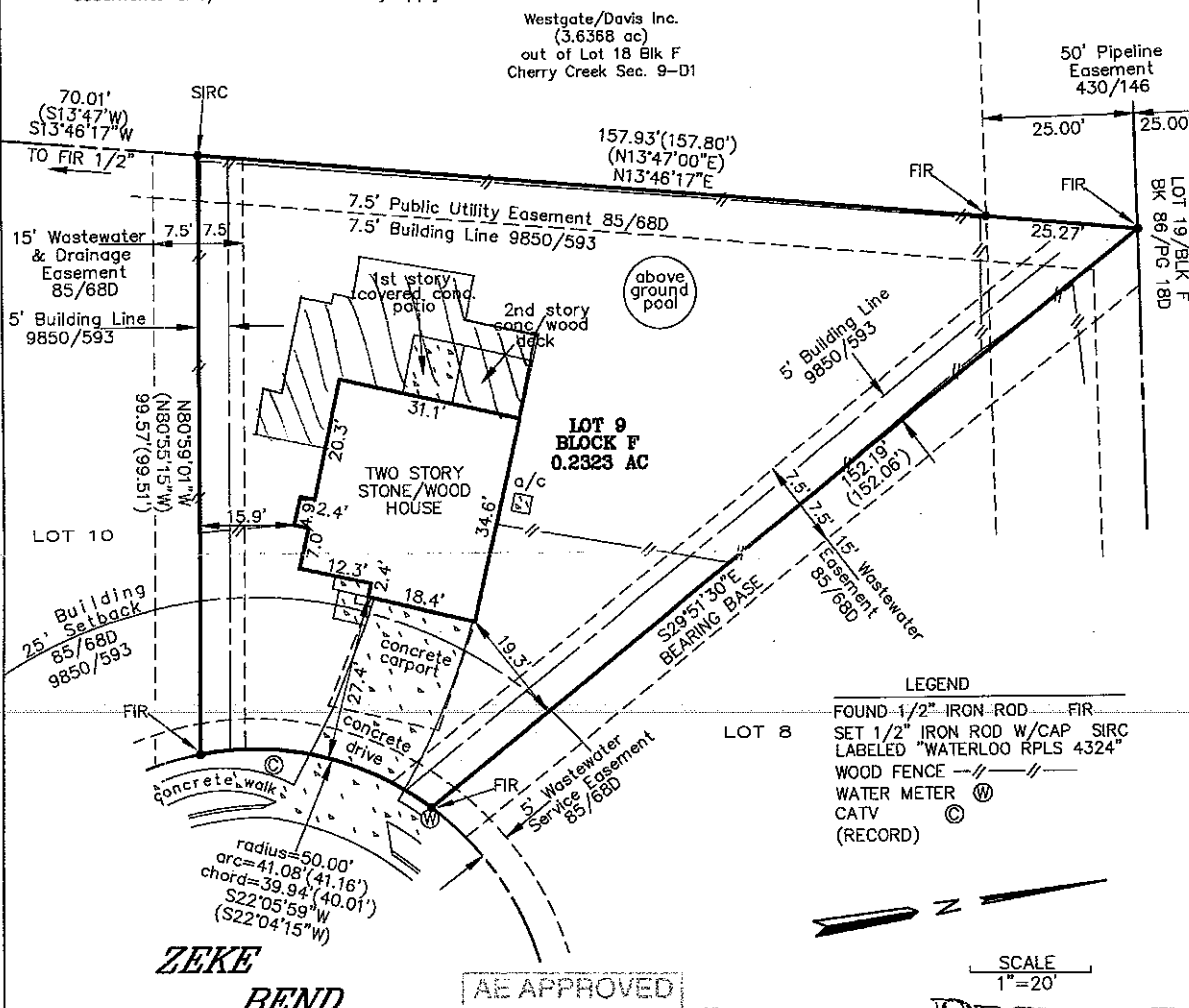 Westgate/Davis Inc.
(3.6368 ac)
out of Lot 18 Blk F
Cherry Creek Sec. 9-D1
50' Pipeline
Easement
430/146
25.00'
25.00
70.01'
(S13°47'W)
S13°46'17"W
TO FIR 1/2"
SIRC
157.93'(157.80')
(N13°47'00"E)
N13°46'17"E
FIR
FIR
25.27'
LOT 19/BLK F
BK 86/PG 18D
7.5' Public Utility Easement 85/68D
7.5' Building Line 9850/593
15' Wastewater
& Drainage
Easement
85/68D
7.5'
7.5
5' Building Line
9850/593
1st story
covered conc.
patio
2nd story
conc/wood
deck
above
ground
pool
5' Building Line
9850/593
31.1'
20.3'
TWO STORY
STONE/WOOD
HOUSE
LOT 9
BLOCK F
0.2323 AC
a/c
34.6'
N80°59'01"W
(N80°55'15"W)
99.57'(99.51')
LOT 10
15.9'
4.9'
2.4'
7.0'
12.3'
2.4'
18.4'
152.19'
(152.06')
7.5'
7.5'
15' Wastewater
Easement
85/68D
S29°51'30"E
BEARING BASE
25' Building
Setback
85/68D
9850/593
19.3'
concrete
carport
27.4'
concrete
drive
FIR
C
concrete walk
FIR
W
5' Wastewater
Service Easement
85/68D
LOT 8
radius=50.00'
arc=41.08'(41.16')
chord=39.94'(40.01')
S22°05'59"W
(S22°04'15"W)
ZEKE
BEND
AE APPROVED
LEGEND
FOUND 1/2" IRON ROD FIR
SET 1/2" IRON ROD W/CAP SIRC
LABELED "WATERLOO RPLS 4324"
WOOD FENCE
WATER METER W
CATV C
(RECORD)
N
SCALE
1"=20'